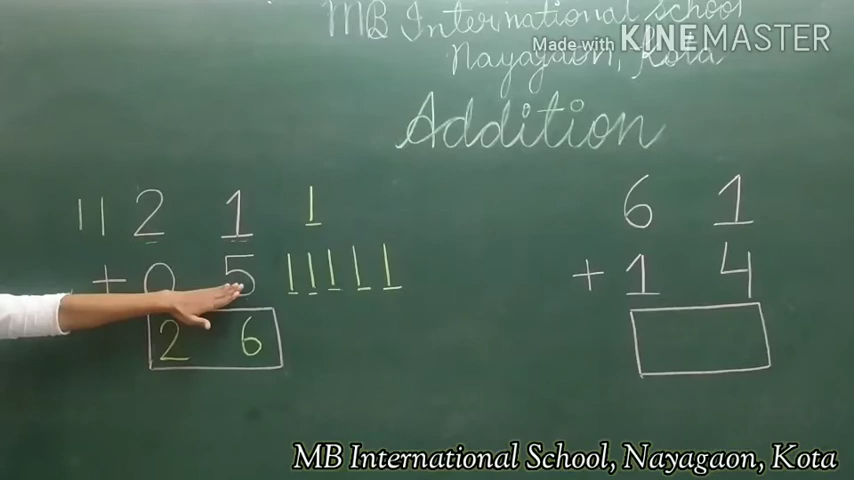 MB International School
Nayagaon, Kota
Made with KINEMASTER
Addition
11 2 1 1
+ 0 5 11111
2 6
6 1
+ 1 4
MB International School, Nayagaon, Kota